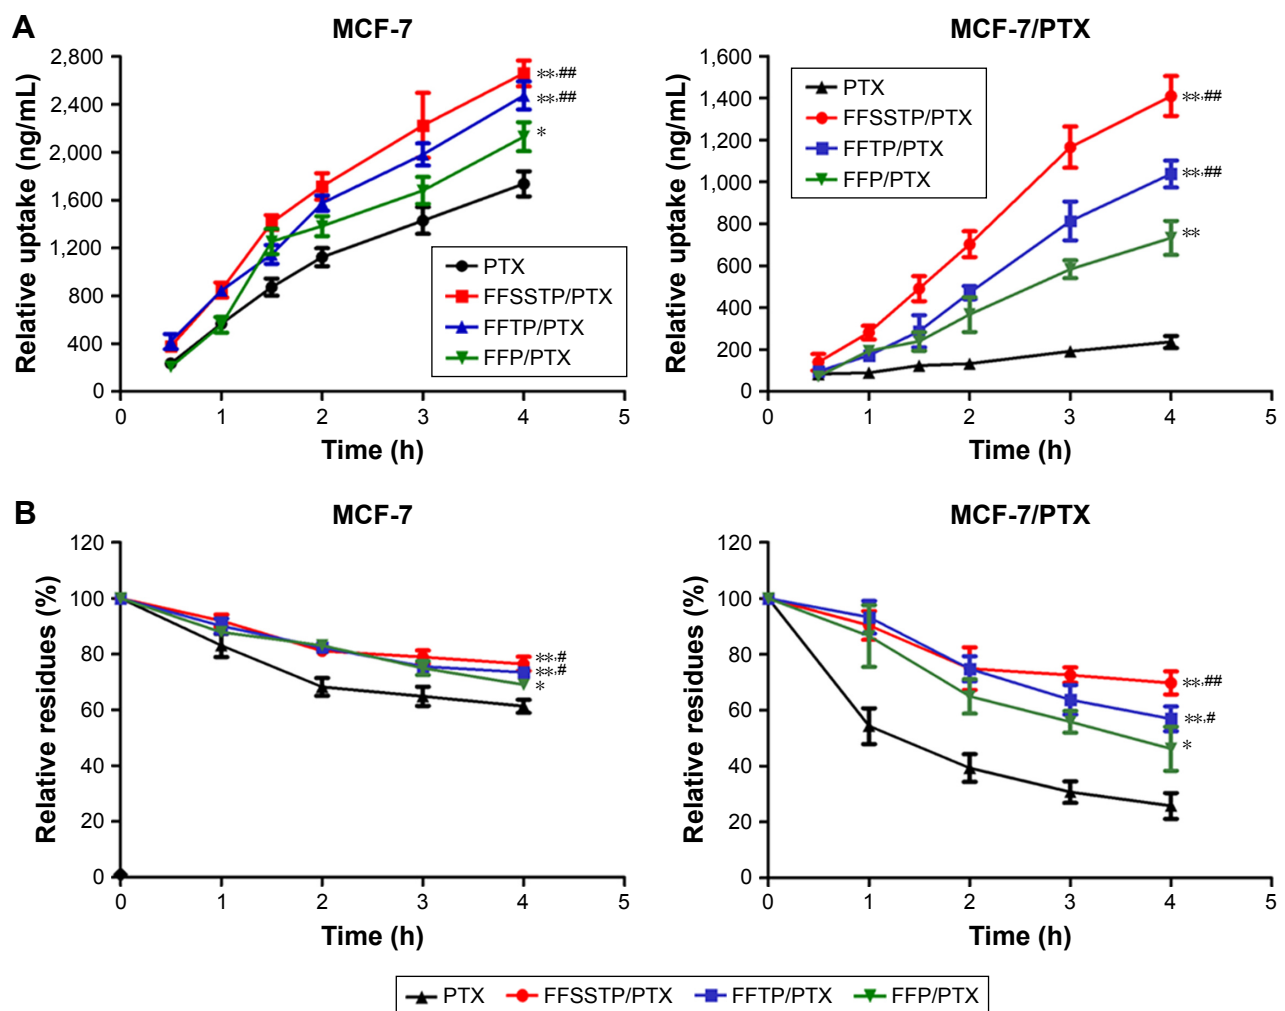 A
MCF-7
Relative uptake (ng/mL)
2,800
2,400
2,000
1,600
1,200
800
400
0
0 1 2 3 4 5
Time (h)
**,##
**,##
*
PTX
FFSSTP/PTX
FFTP/PTX
FFP/PTX
MCF-7/PTX
Relative uptake (ng/mL)
1,600
1,400
1,200
1,000
800
600
400
200
0
0 1 2 3 4 5
Time (h)
PTX
FFSSTP/PTX
FFTP/PTX
FFP/PTX
**,##
**,##
**
B
MCF-7
Relative residues (%)
120
100
80
60
40
20
0
0 1 2 3 4 5
Time (h)
**,#
**,#
*
MCF-7/PTX
Relative residues (%)
120
100
80
60
40
20
0
0 1 2 3 4 5
Time (h)
**,##
**,#
*
PTX FFSSTP/PTX FFTP/PTX FFP/PTX